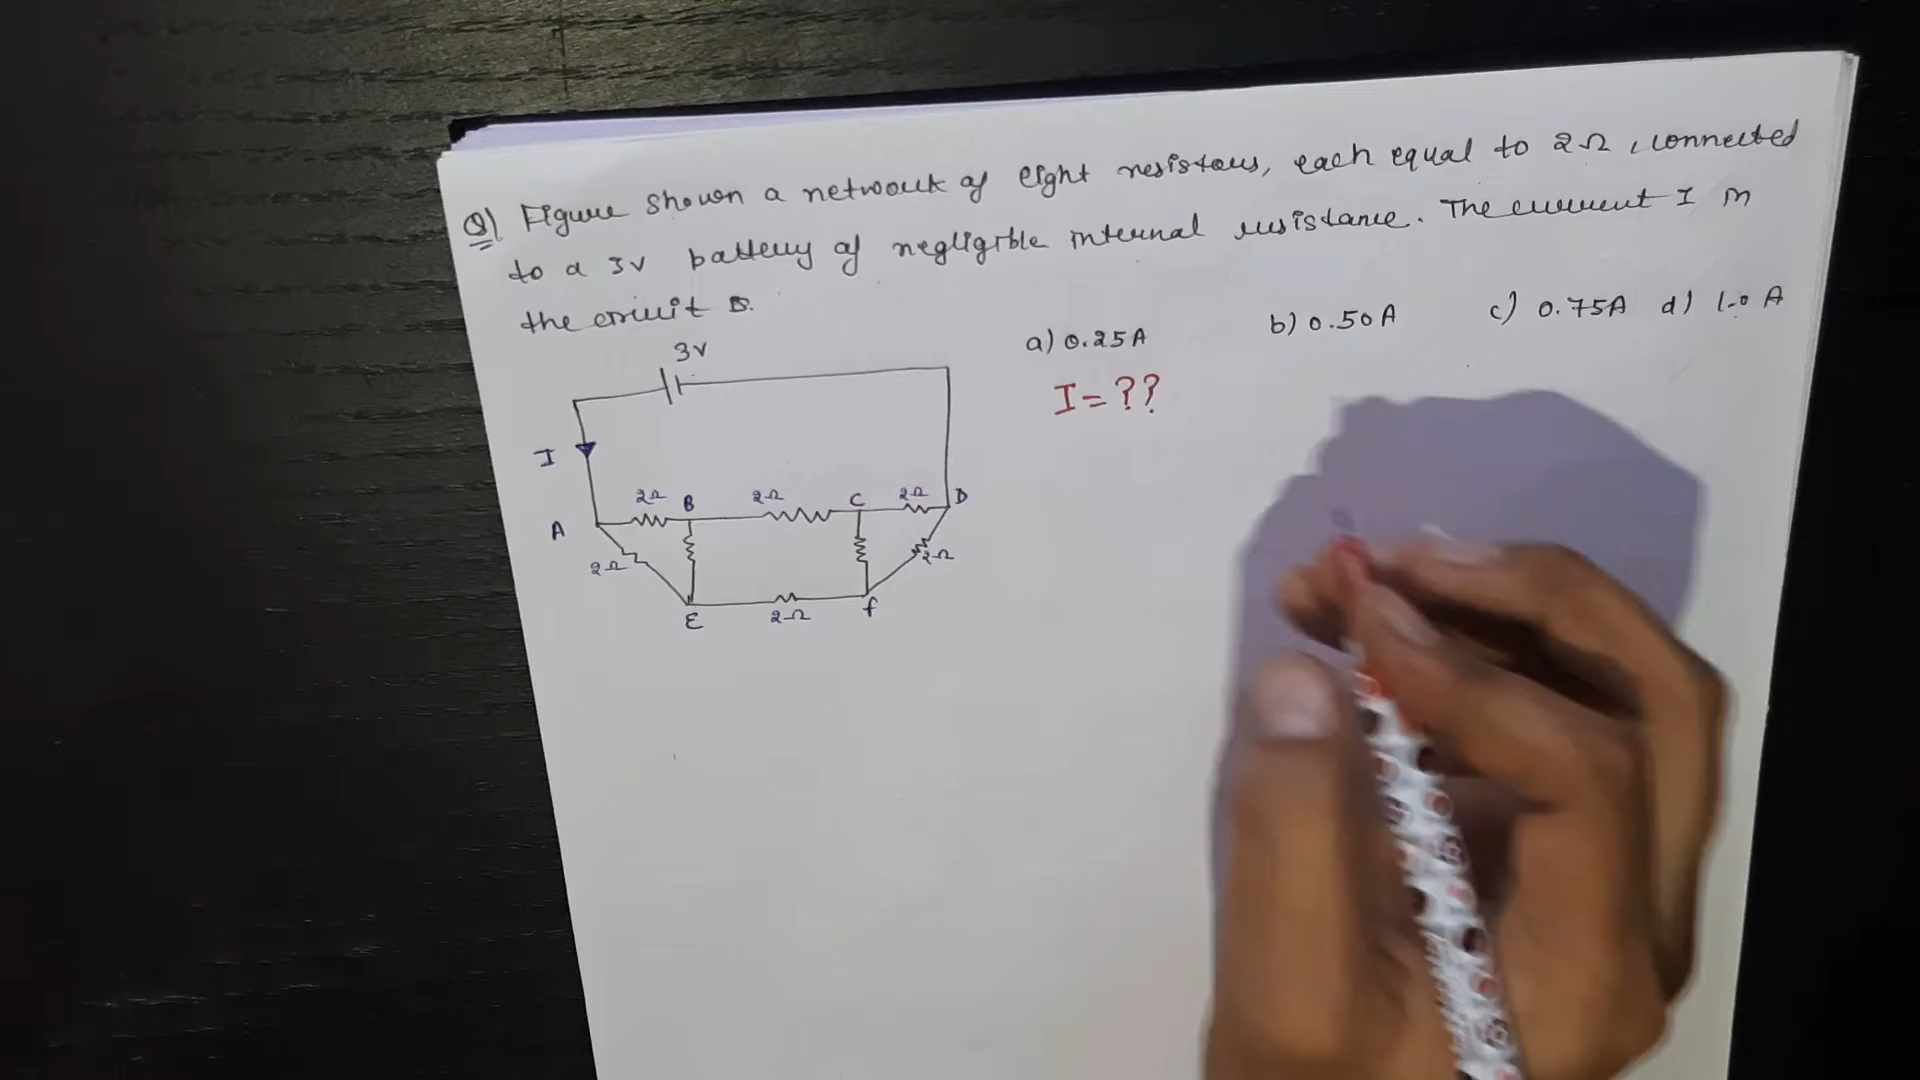 Q) Figure shown a network of eight resistors, each equal to 2Ω, connected
to a 3V battery of negligible internal resistance. The current I in
the circuit is.
a) 0.25A b) 0.50A c) 0.75A d) 1.0 A
3V
I = ??
I
2Ω B 2Ω C 2Ω D
A
2Ω 2Ω
2Ω
E f